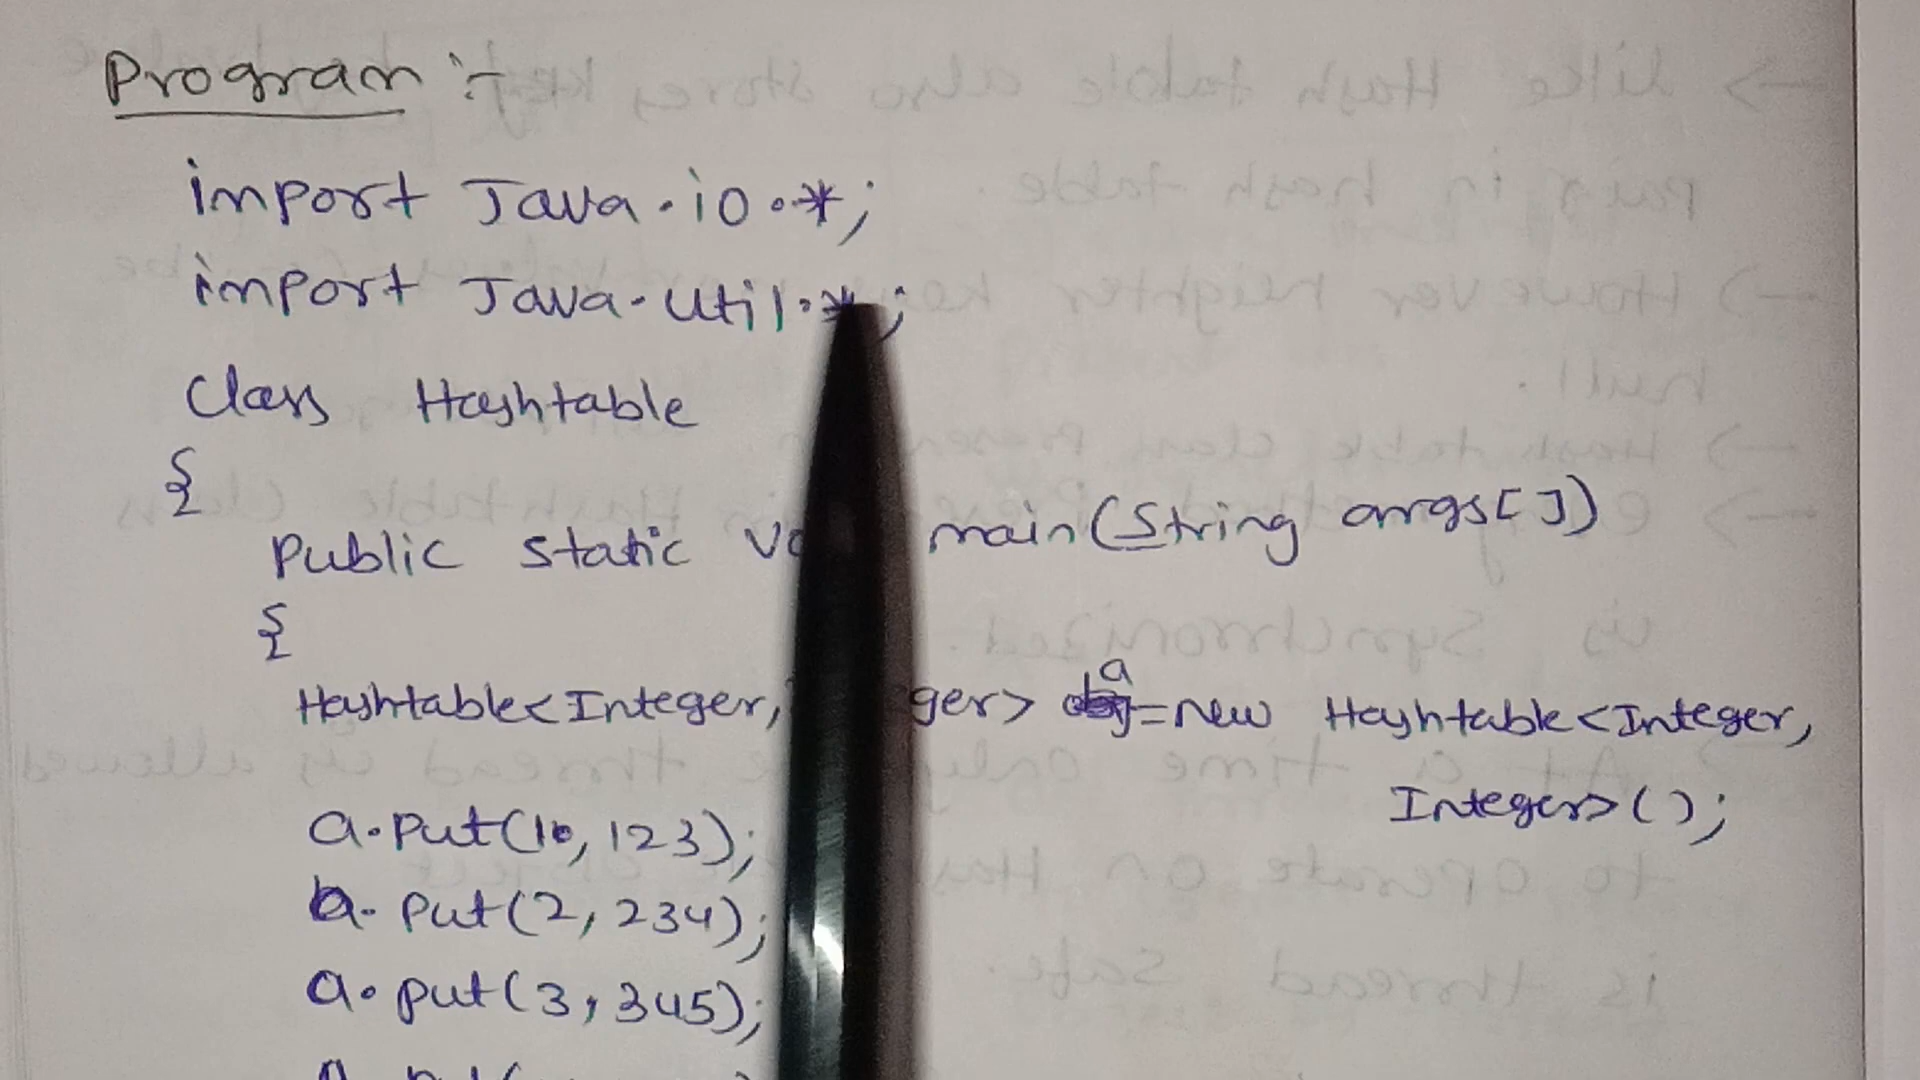 Program :-
import Java.io.*;
import Java.util.*;
Class Hashtable
{
Public static main(String args[])
{
Hashtable<Integer, a=new Hashtable<Integer,
Integer>();
a.put(10, 123);
a. put(2, 234);
a.put(3, 345);